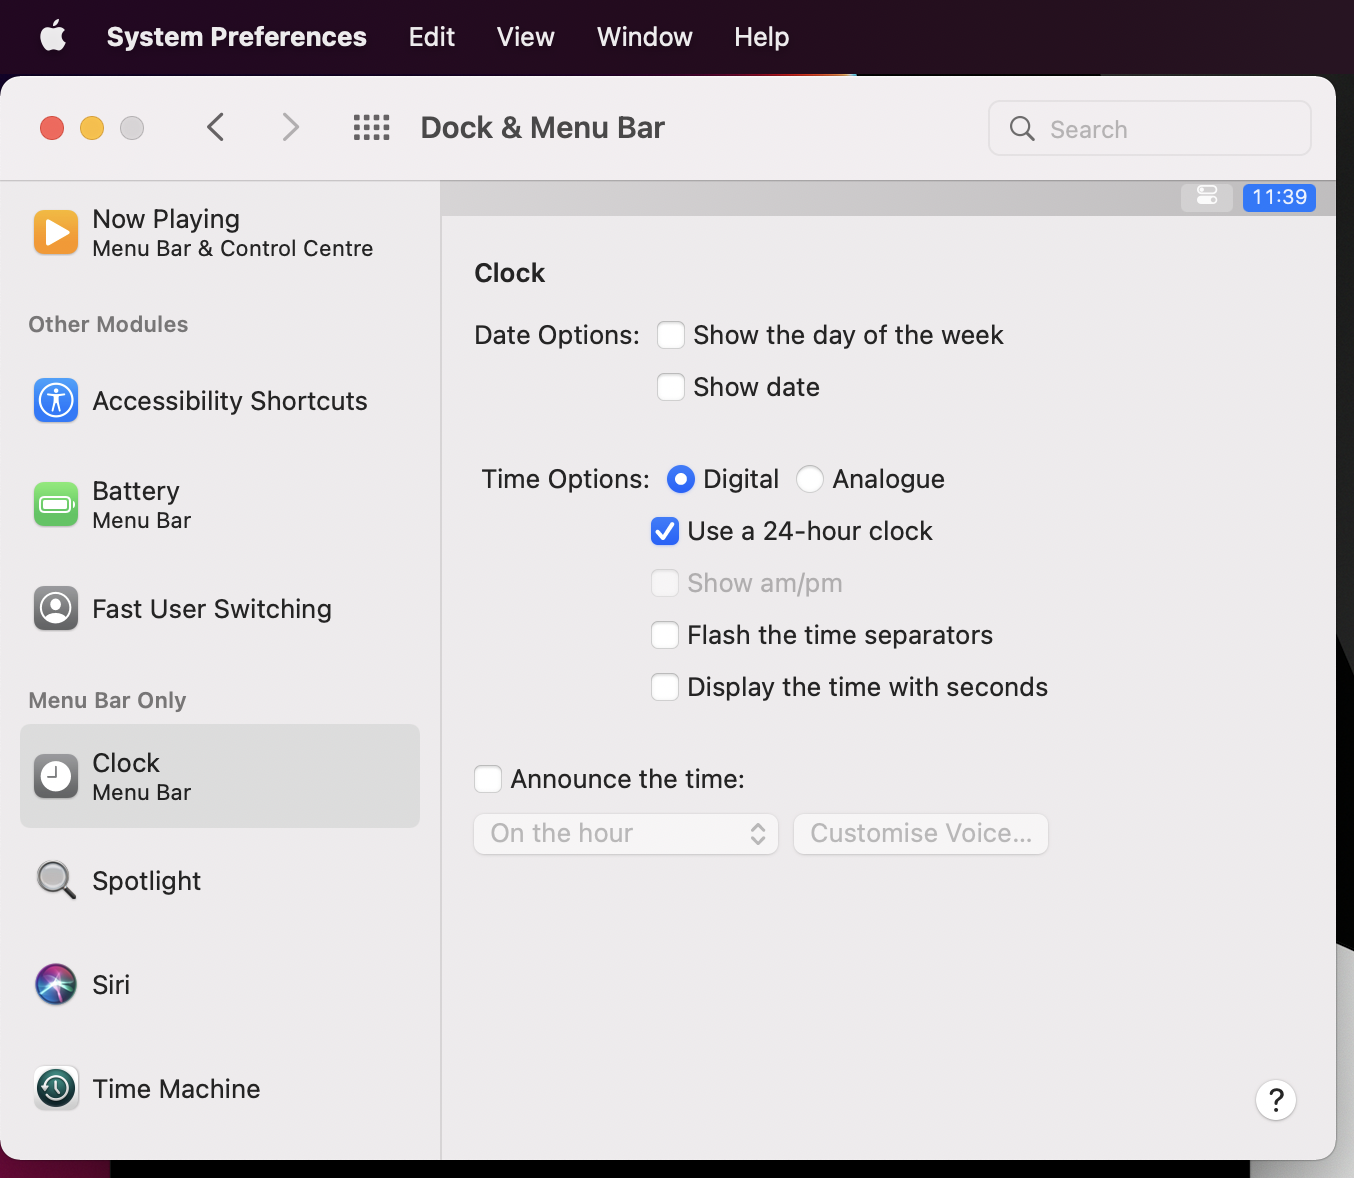 System Preferences Edit View Window Help
Dock & Menu Bar
Search
Now Playing
Menu Bar & Control Centre
Other Modules
Accessibility Shortcuts
Battery
Menu Bar
Fast User Switching
Menu Bar Only
Clock
Menu Bar
Spotlight
Siri
Time Machine
11:39
Clock
Date Options: Show the day of the week
Show date
Time Options: Digital Analogue
Use a 24-hour clock
Show am/pm
Flash the time separators
Display the time with seconds
Announce the time:
On the hour Customise Voice...
?